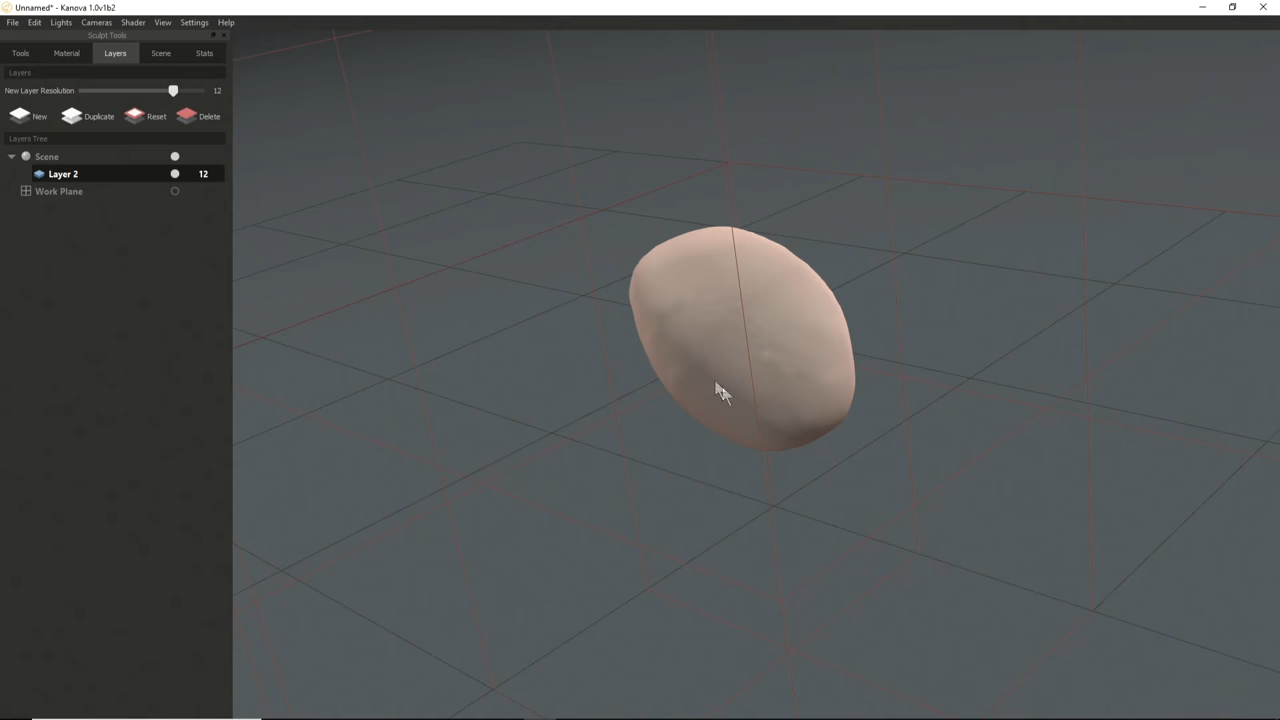 Unnamed* - Kanova 1.0v1b2
File Edit Lights Cameras Shader View Settings Help
Sculpt Tools
Tools Material Layers Scene Stats
Layers
New Layer Resolution 12
New Duplicate Reset Delete
Layers Tree
Scene
Layer 2 12
Work Plane